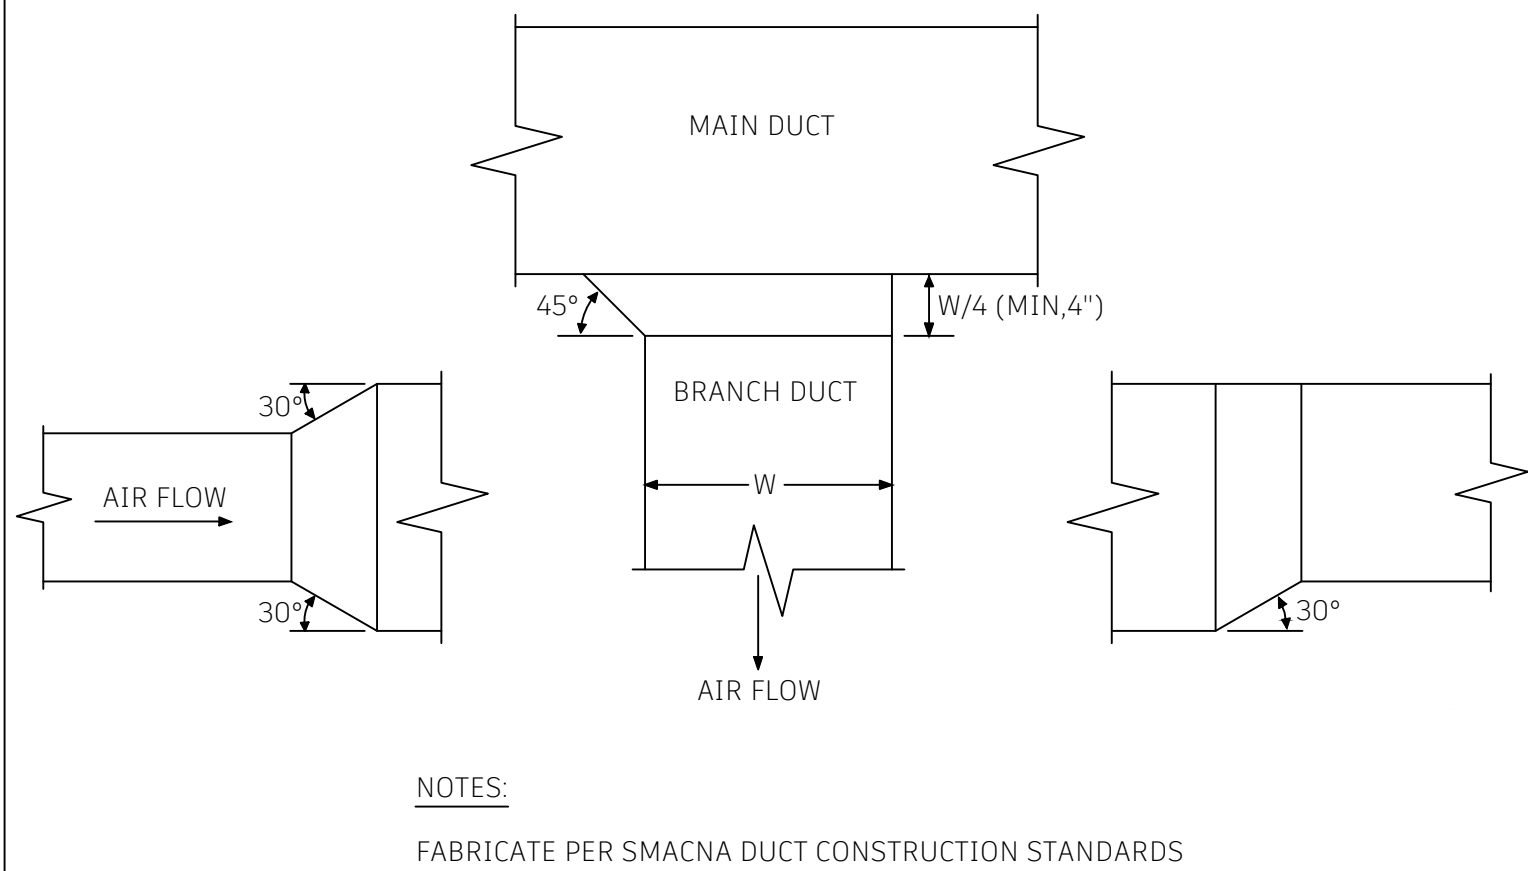 MAIN DUCT
45°
W/4 (MIN,4")
BRANCH DUCT
30°
AIR FLOW
30°
W
30°
AIR FLOW
NOTES:
FABRICATE PER SMACNA DUCT CONSTRUCTION STANDARDS